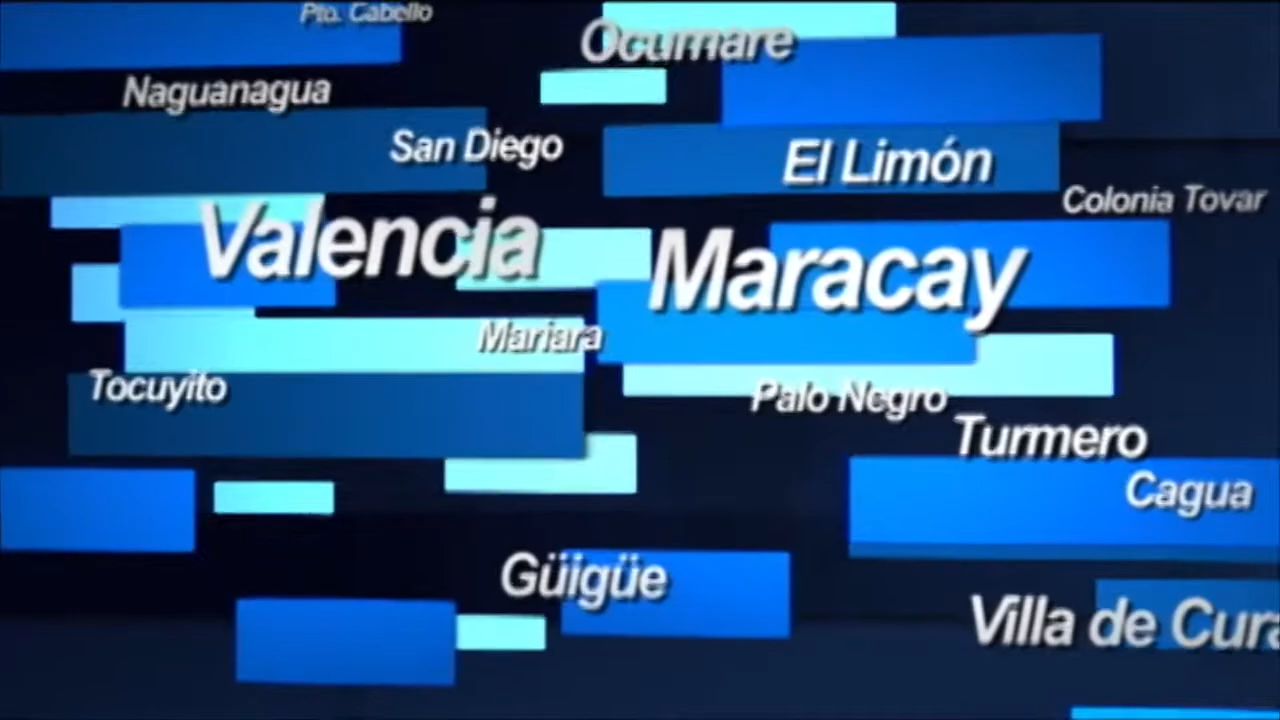 Pto. Cabello
Ocumare
Naguanagua
San Diego
El Limón
Colonia Tovar
Valencia
Maracay
Mariara
Tocuyito
Palo Negro
Turmero
Cagua
Güigüe
Villa de Cura